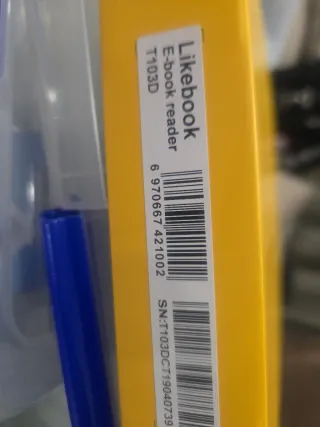 Likebook
E-book reader
T103D
6 970667 421002
SN:T103DCT19040739